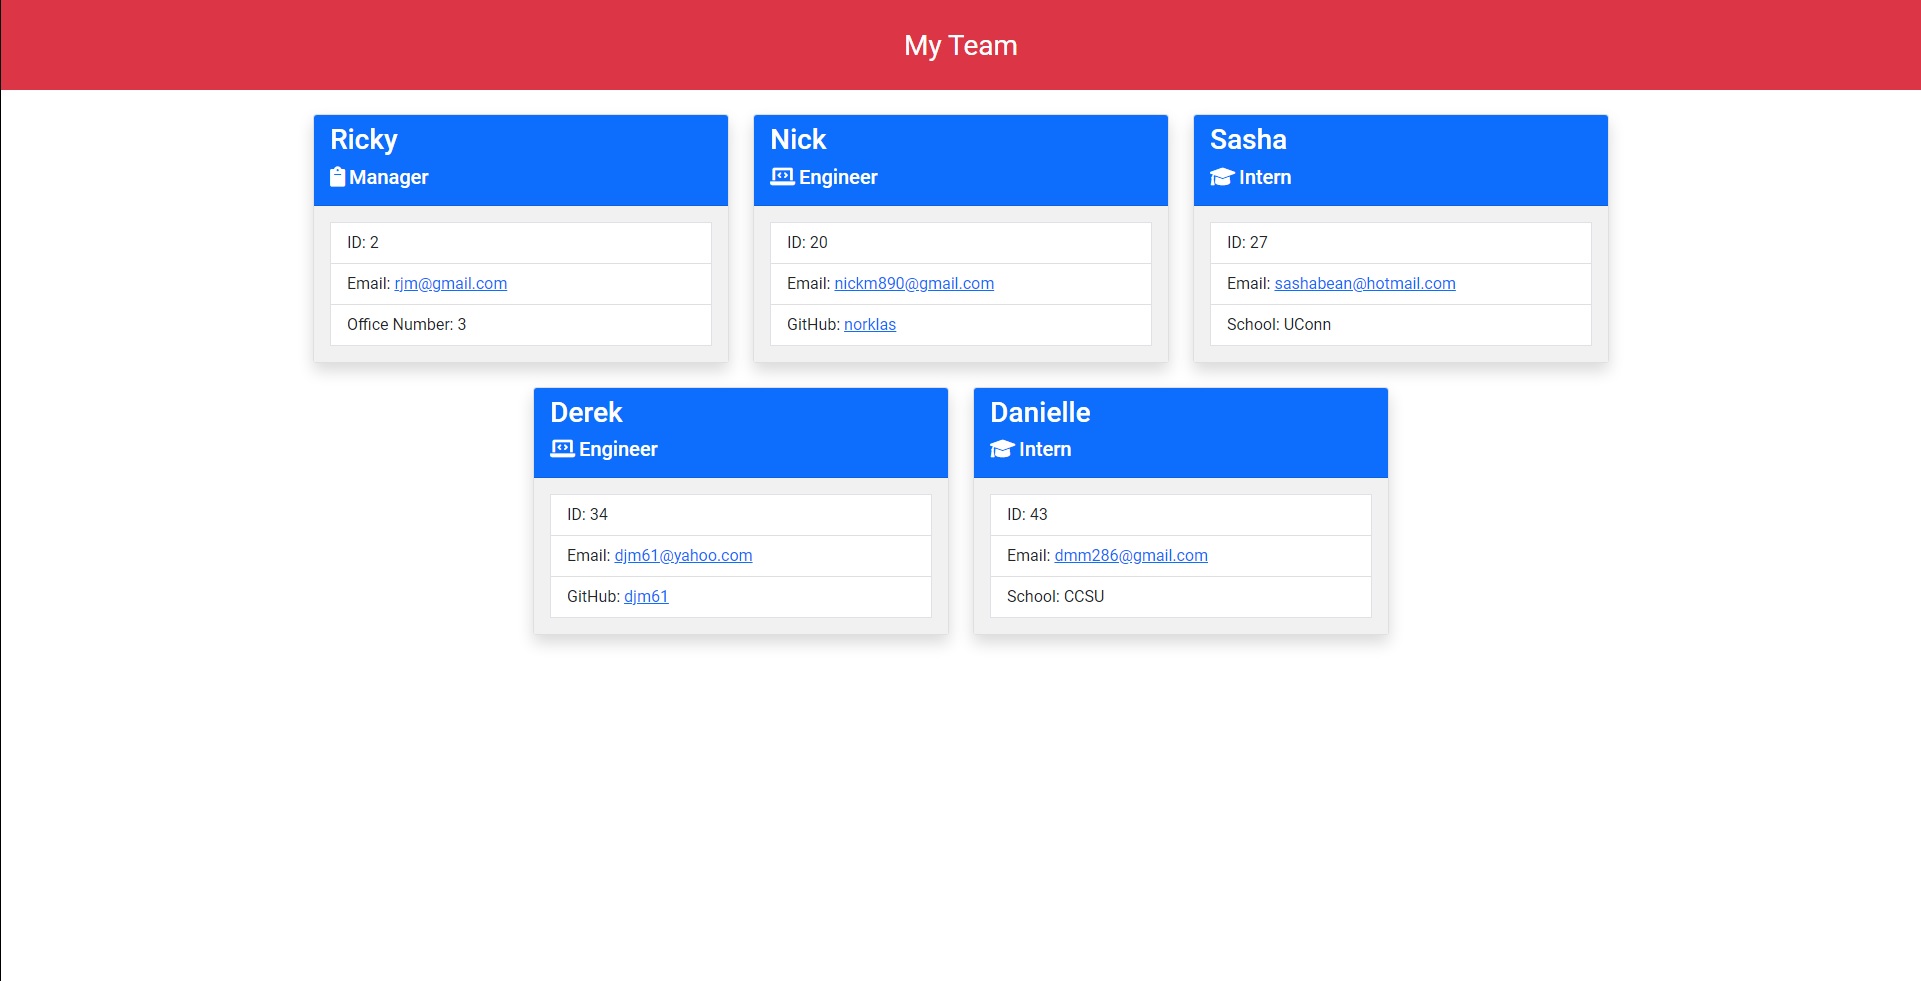 My Team
Ricky
Manager
ID: 2
Email: rjm@gmail.com
Office Number: 3
Nick
Engineer
ID: 20
Email: nickm890@gmail.com
GitHub: norklas
Sasha
Intern
ID: 27
Email: sashabean@hotmail.com
School: UConn
Derek
Engineer
ID: 34
Email: djm61@yahoo.com
GitHub: djm61
Danielle
Intern
ID: 43
Email: dmm286@gmail.com
School: CCSU